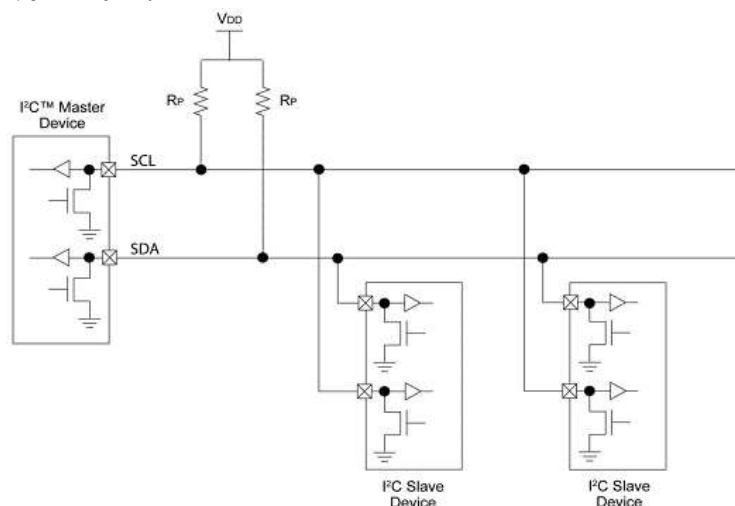 VDD
RP
RP
I²C™ Master
Device
SCL
SDA
I²C Slave
Device
I²C Slave
Device